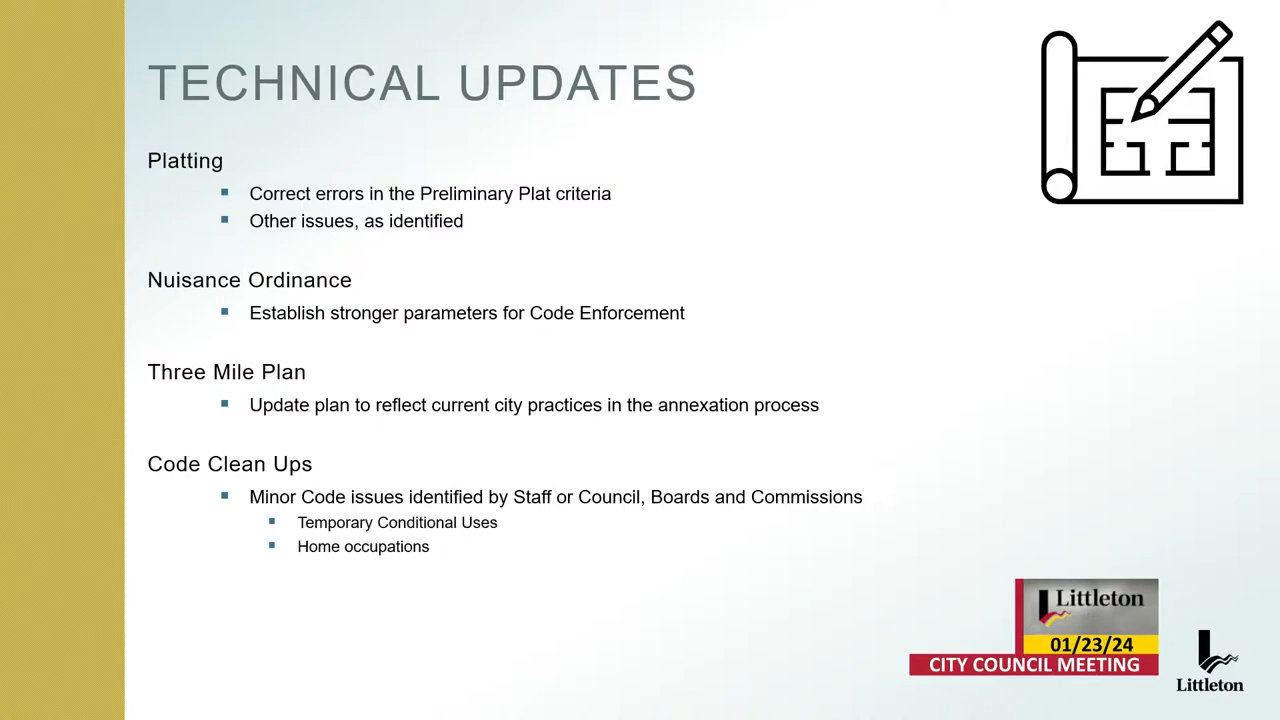 TECHNICAL UPDATES
Platting
Correct errors in the Preliminary Plat criteria
Other issues, as identified
Nuisance Ordinance
Establish stronger parameters for Code Enforcement
Three Mile Plan
Update plan to reflect current city practices in the annexation process
Code Clean Ups
Minor Code issues identified by Staff or Council, Boards and Commissions
Temporary Conditional Uses
Home occupations
Littleton
01/23/24
CITY COUNCIL MEETING
Littleton